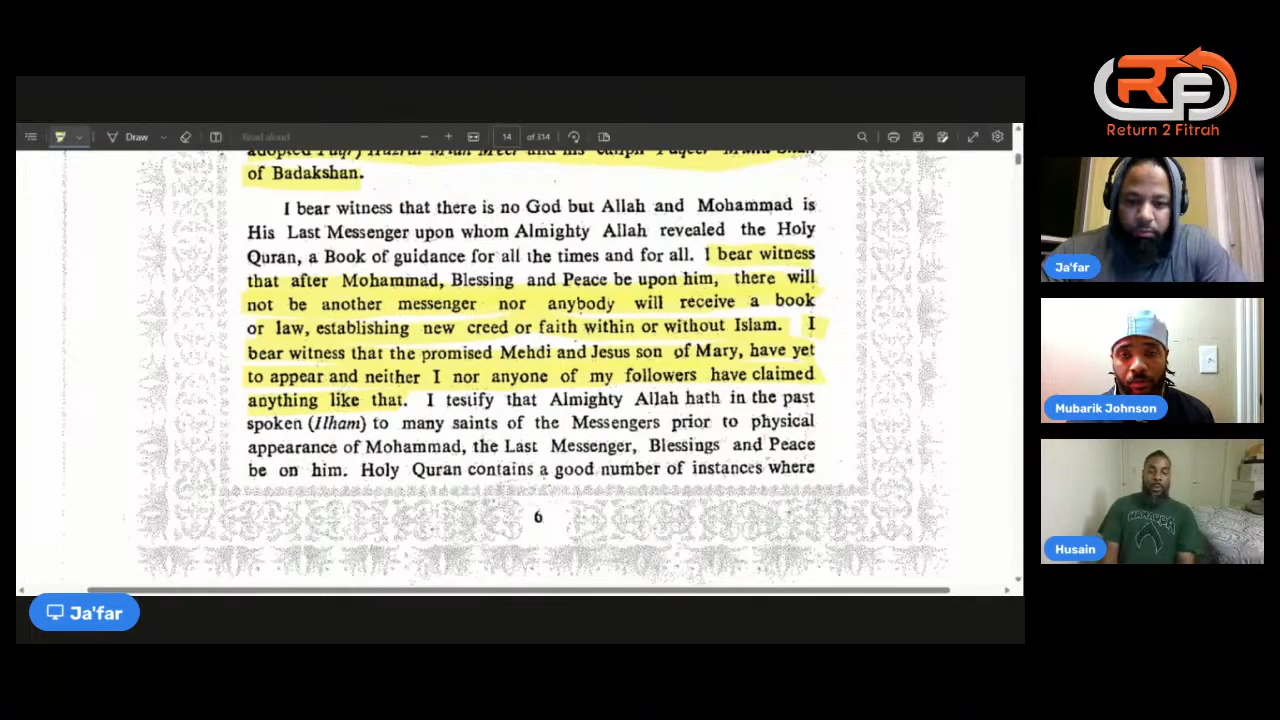 Draw
Read aloud
14
of 314
of Badakshan.
I bear witness that there is no God but Allah and Mohammad is
His Last Messenger upon whom Almighty Allah revealed the Holy
Quran, a Book of guidance for all the times and for all. I bear witness
that after Mohammad, Blessing and Peace be upon him, there will
not be another messenger nor anybody will receive a book
or law, establishing new creed or faith within or without Islam. I
bear witness that the promised Mehdi and Jesus son of Mary, have yet
to appear and neither I nor anyone of my followers have claimed
anything like that. I testify that Almighty Allah hath in the past
spoken (Ilham) to many saints of the Messengers prior to physical
appearance of Mohammad, the Last Messenger, Blessings and Peace
be on him. Holy Quran contains a good number of instances where
6
Ja'far
RF
Return 2 Fitrah
Ja'far
Mubarik Johnson
Husain